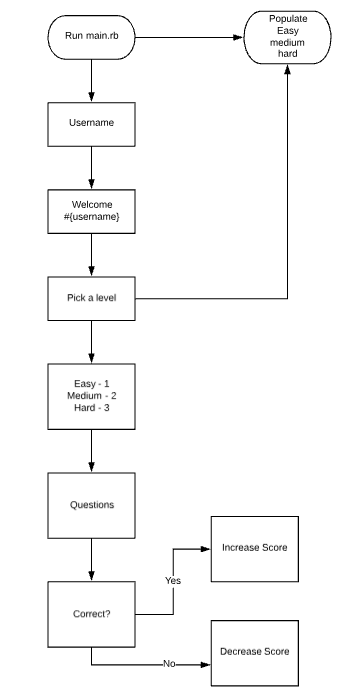 Run main.rb
Populate
Easy
medium
hard
Username
Welcome
#{username}
Pick a level
Easy - 1
Medium - 2
Hard - 3
Questions
Increase Score
Yes
Correct?
Decrease Score
No